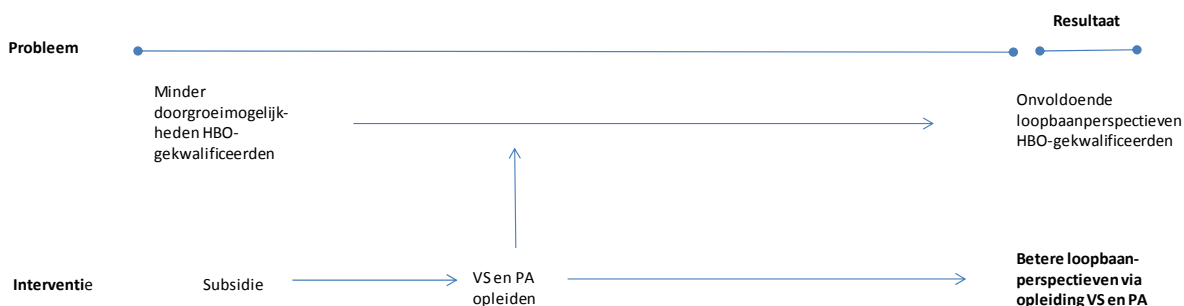 Resultaat
Probleem
Minder
doorgroeimogelijk-
heden HBO-
gekwalificeerden
Onvoldoende
loopbaanperspectieven
HBO-gekwalificeerden
Interventie
Subsidie
VS en PA
opleiden
Betere loopbaan-
perspectieven via
opleiding VS en PA